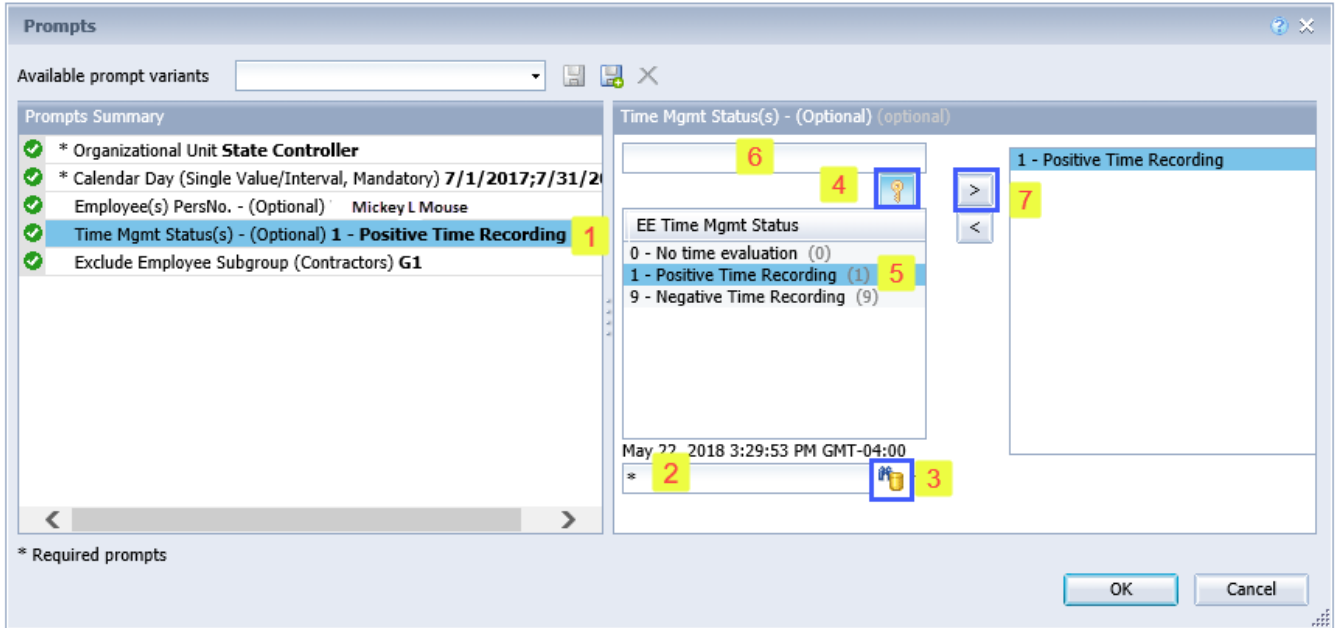 Prompts
Available prompt variants
Prompts Summary
* Organizational Unit State Controller
* Calendar Day (Single Value/Interval, Mandatory) 7/1/2017;7/31/20
Employee(s) PersNo. - (Optional) Mickey L Mouse
Time Mgmt Status(s) - (Optional) 1 - Positive Time Recording 1
Exclude Employee Subgroup (Contractors) G1
* Required prompts
Time Mgmt Status(s) - (Optional) (optional)
6
4
EE Time Mgmt Status
0 - No time evaluation (0)
1 - Positive Time Recording (1) 5
9 - Negative Time Recording (9)
May 22, 2018 3:29:53 PM GMT-04:00
* 2
3
>
7
<
1 - Positive Time Recording
OK
Cancel